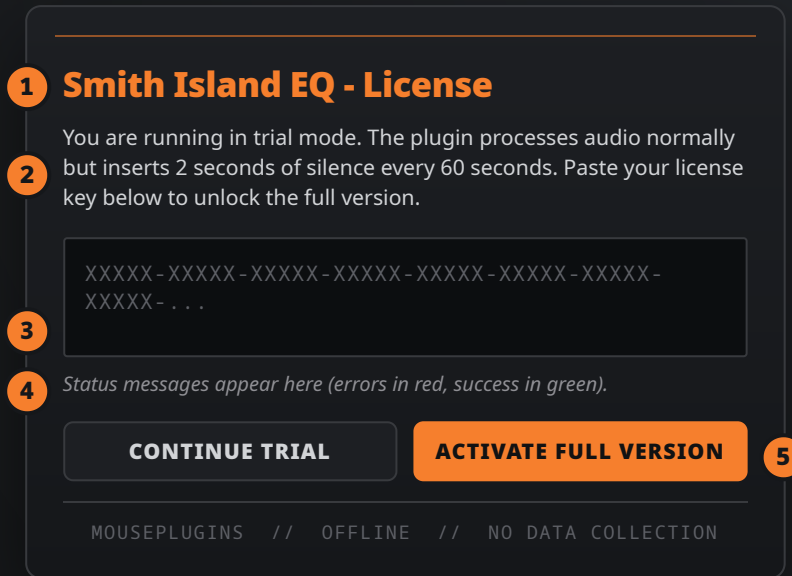 1 Smith Island EQ - License
You are running in trial mode. The plugin processes audio normally
2 but inserts 2 seconds of silence every 60 seconds. Paste your license
key below to unlock the full version.
XXXXX-XXXXX-XXXXX-XXXXX-XXXXX-XXXXX-XXXXX-
XXXXX-...
3
4 Status messages appear here (errors in red, success in green).
CONTINUE TRIAL ACTIVATE FULL VERSION 5
MOUSEPLUGINS // OFFLINE // NO DATA COLLECTION